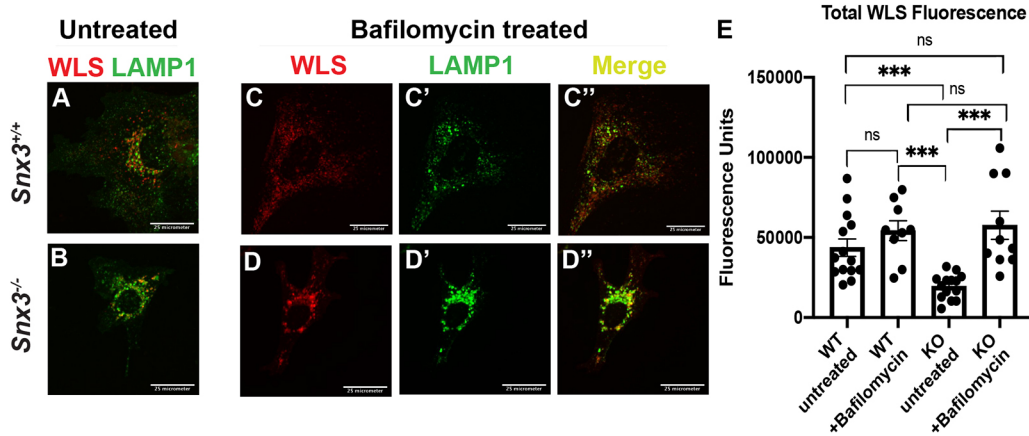 Untreated
Bafilomycin treated
WLS LAMP1
WLS
LAMP1
Merge
Snx3+/+
A
25 micrometer
C
25 micrometer
C'
25 micrometer
C''
25 micrometer
Snx3-/-
B
25 micrometer
D
25 micrometer
D'
25 micrometer
D''
25 micrometer
E
Total WLS Fluorescence
ns
***
ns
***
ns
***
Fluorescence Units
150000
100000
50000
0
WT
untreated
WT
+Bafilomycin
KO
untreated
KO
+Bafilomycin